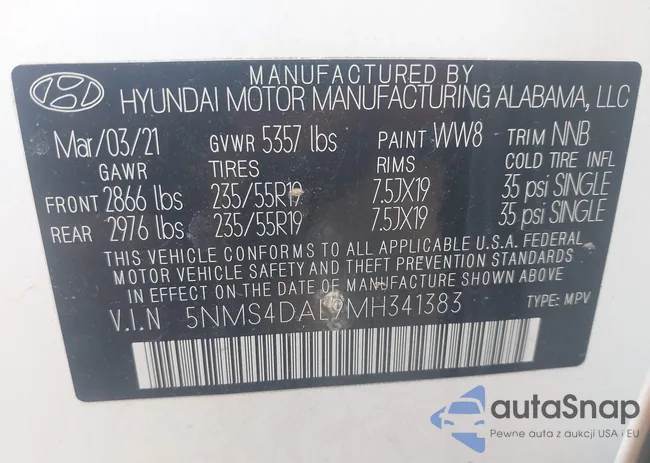 MANUFACTURED BY
HYUNDAI MOTOR MANUFACTURING ALABAMA, LLC
Mar/03/21 GVWR 5357 lbs PAINT WW8 TRIM NNB
GAWR TIRES RIMS COLD TIRE INFL
FRONT 2866 lbs 235/55R19 7.5JX19 35 psi SINGLE
REAR 2976 lbs 235/55R19 7.5JX19 35 psi SINGLE
THIS VEHICLE CONFORMS TO ALL APPLICABLE U.S.A. FEDERAL
MOTOR VEHICLE SAFETY AND THEFT PREVENTION STANDARDS
IN EFFECT ON THE DATE OF MANUFACTURE SHOWN ABOVE
V.I.N TYPE: MPV
autaSnap
Pewne auta z aukcji USA i EU